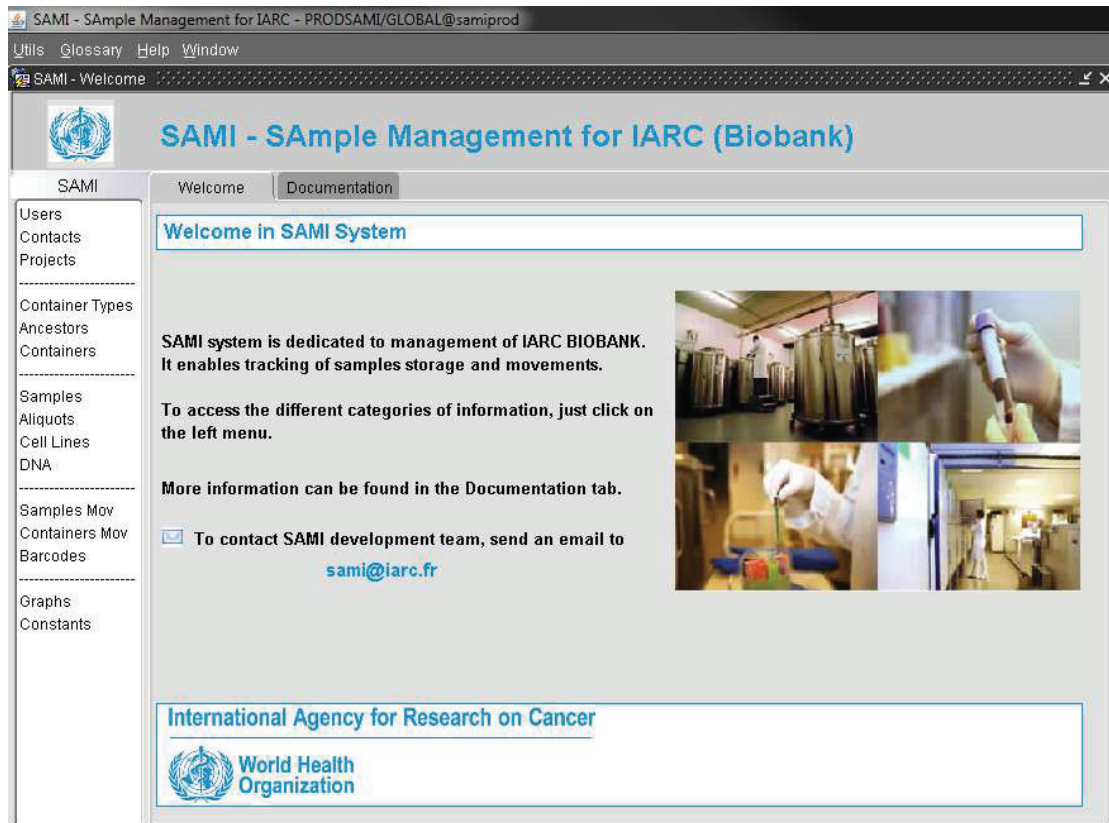 SAMI - SAmple Management for IARC - PRODSAMI/GLOBAL@samiprod
Utils Glossary Help Window
SAMI - Welcome
SAMI - SAmple Management for IARC (Biobank)
SAMI
Welcome
Documentation
Users
Contacts
Projects
Container Types
Ancestors
Containers
Samples
Aliquots
Cell Lines
DNA
Samples Mov
Containers Mov
Barcodes
Graphs
Constants
Welcome in SAMI System
SAMI system is dedicated to management of IARC BIOBANK.
It enables tracking of samples storage and movements.
To access the different categories of information, just click on
the left menu.
More information can be found in the Documentation tab.
To contact SAMI development team, send an email to
sami@iarc.fr
International Agency for Research on Cancer
World Health
Organization